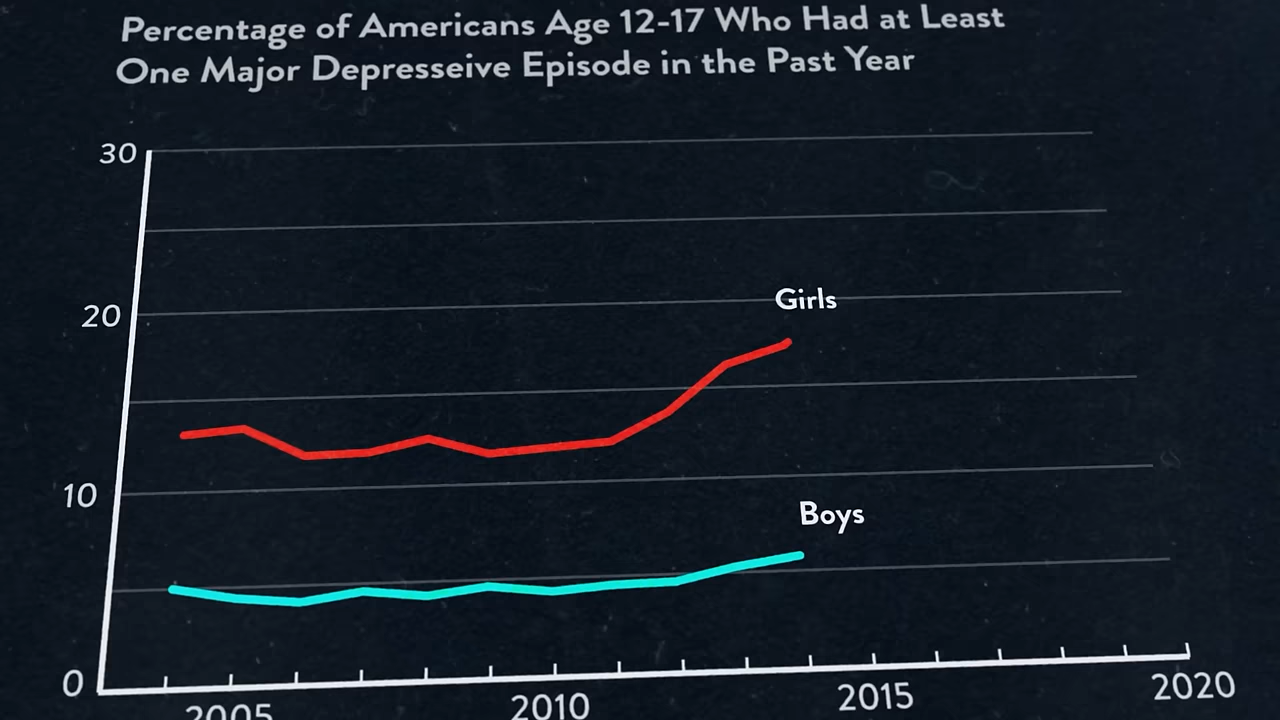 Percentage of Americans Age 12-17 Who Had at Least
One Major Depresseive Episode in the Past Year
30
20
Girls
10
Boys
0
2005
2010
2015
2020